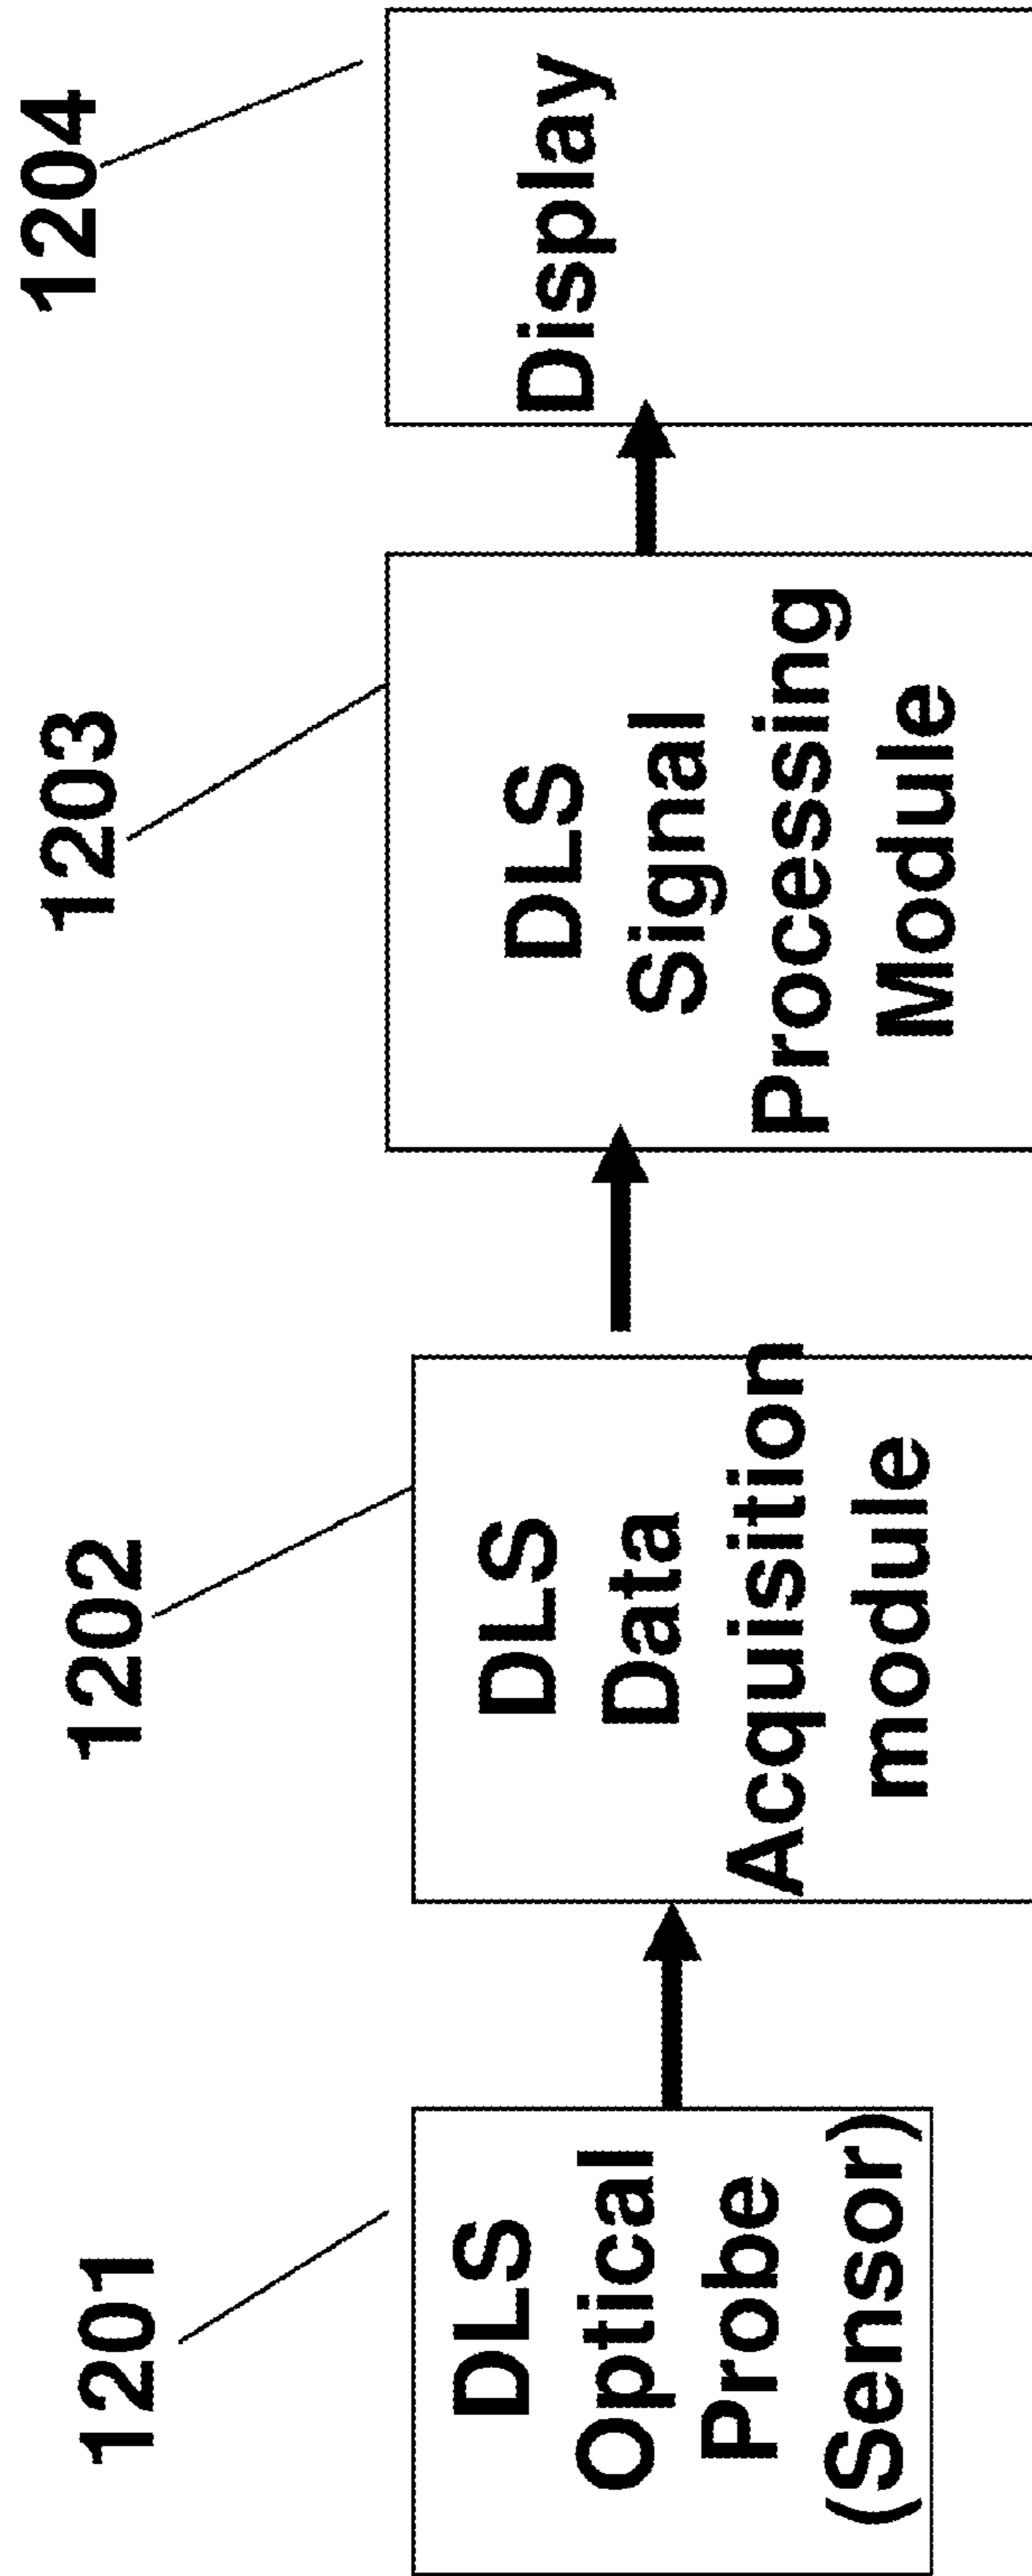 1201
DLS
Optical
Probe
(Sensor)
1202
DLS
Data
Acquisition
module
1203
DLS
Signal
Processing
Module
1204
Display